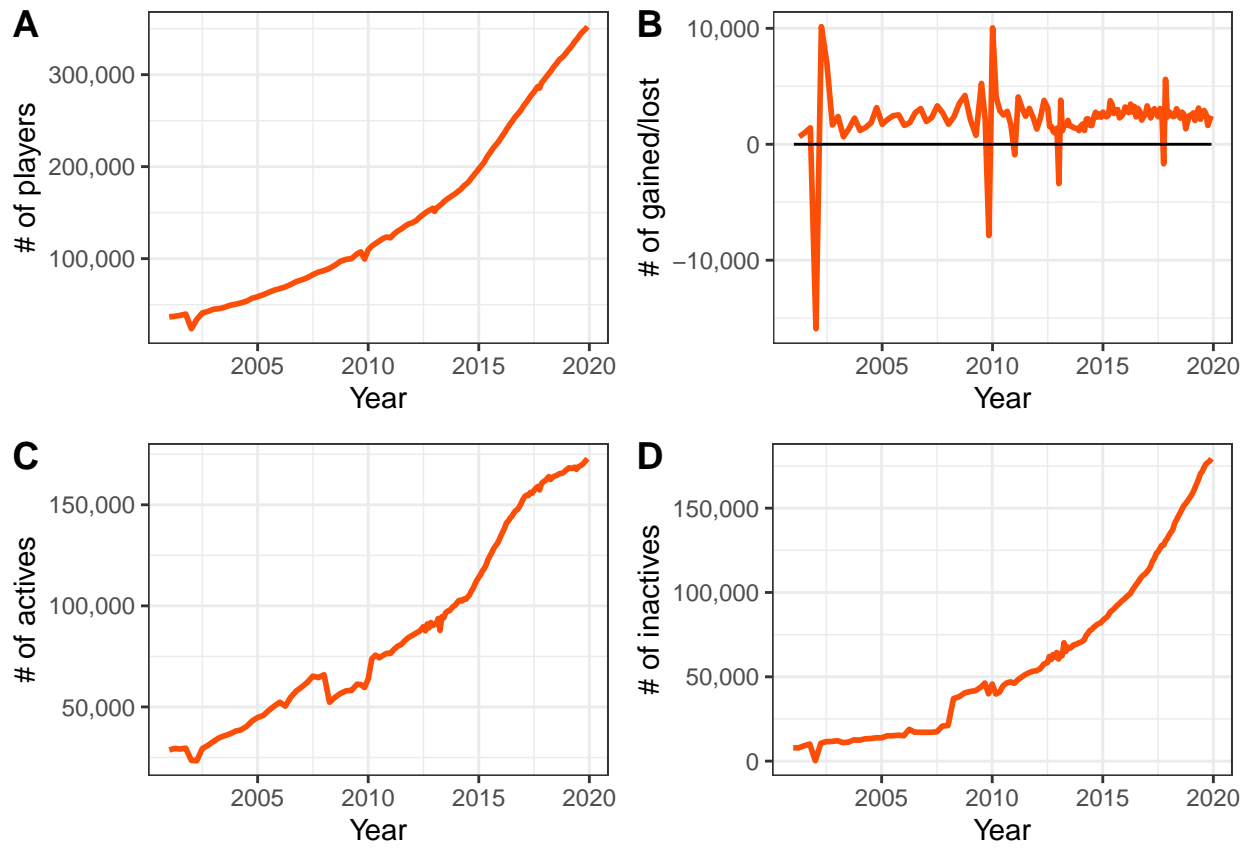 A
# of players
300,000
200,000
100,000
2005 2010 2015 2020
Year
B
# of gained/lost
10,000
0
−10,000
2005 2010 2015 2020
Year
C
# of actives
150,000
100,000
50,000
2005 2010 2015 2020
Year
D
# of inactives
150,000
100,000
50,000
0
2005 2010 2015 2020
Year